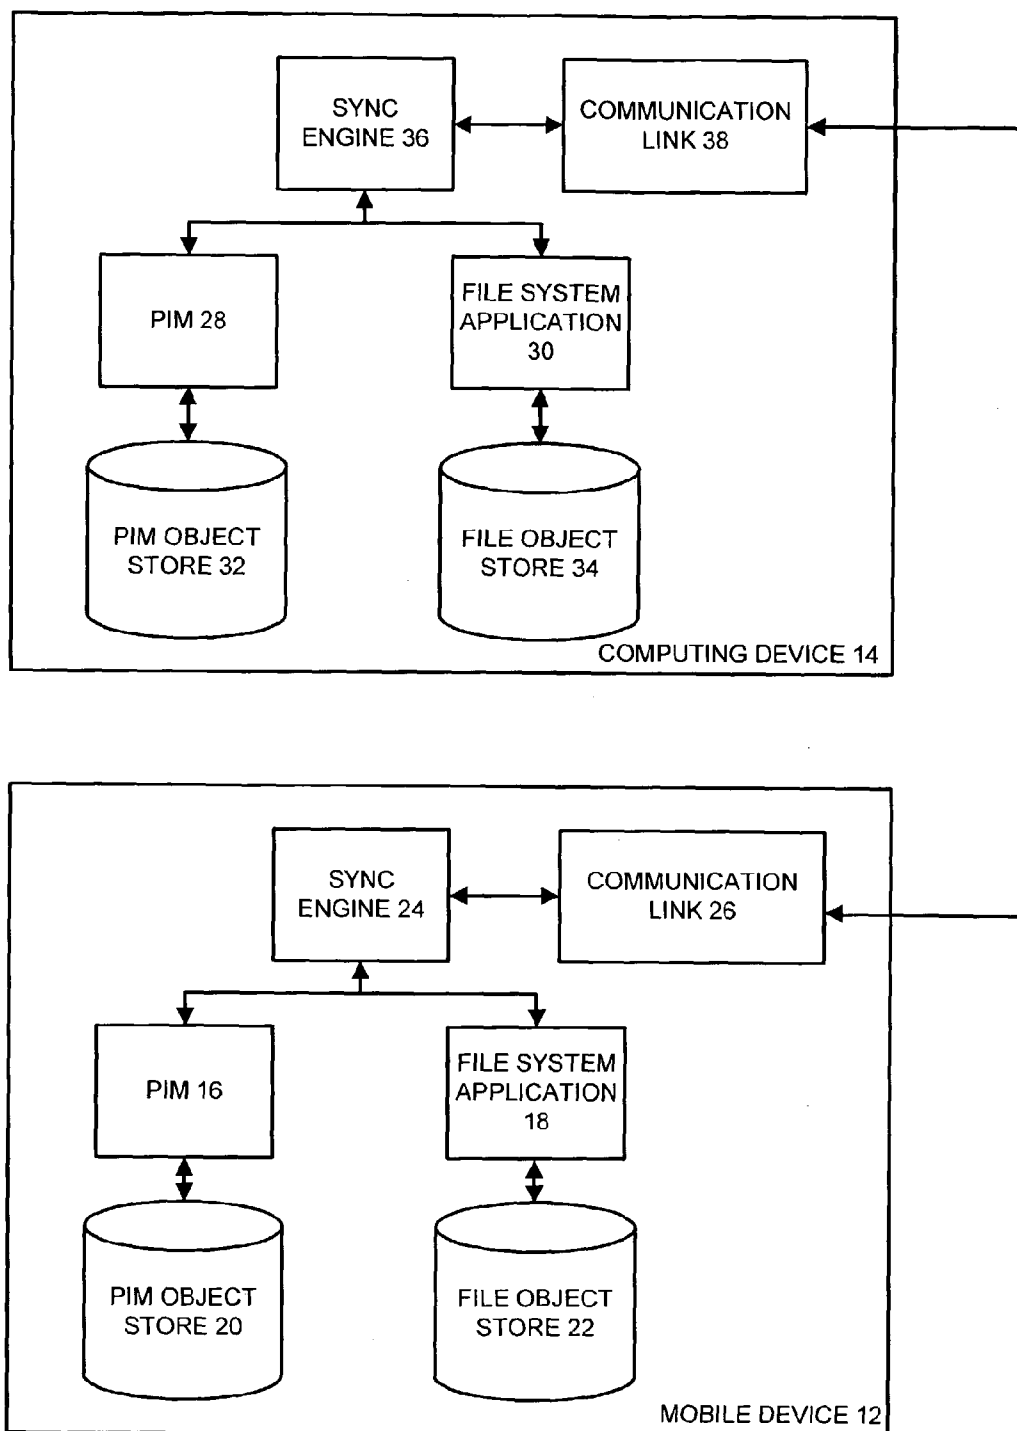 SYNC
ENGINE 36
COMMUNICATION
LINK 38
PIM 28
FILE SYSTEM
APPLICATION
30
PIM OBJECT
STORE 32
FILE OBJECT
STORE 34
COMPUTING DEVICE 14
SYNC
ENGINE 24
COMMUNICATION
LINK 26
PIM 16
FILE SYSTEM
APPLICATION
18
PIM OBJECT
STORE 20
FILE OBJECT
STORE 22
MOBILE DEVICE 12